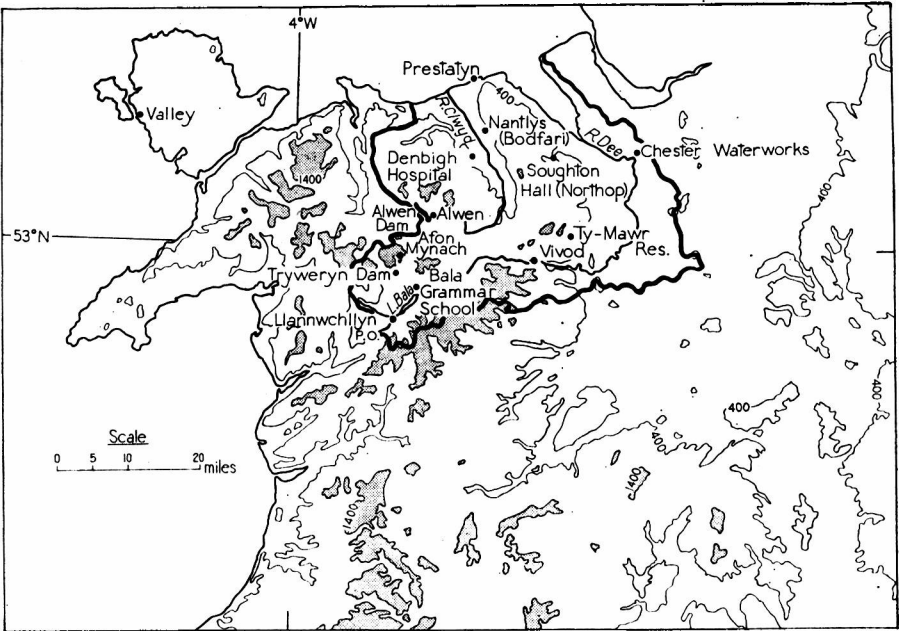 4°W
Prestatyn
400
R.Clwyd
Valley
Nantlys
(Bodfari)
R.Dee
Chester Waterworks
Denbigh
Hospital
Soughton
Hall (Northop)
1400
400
Alwen
Dam
Alwen
53°N
Afon
Mynach
Ty-Mawr
Res.
Vivod
Tryweryn Dam
Bala
Bala
Grammar
School
Llannwchllyn
P.o.
400
400
400
Scale
0 5 10 20 miles
1400
1400